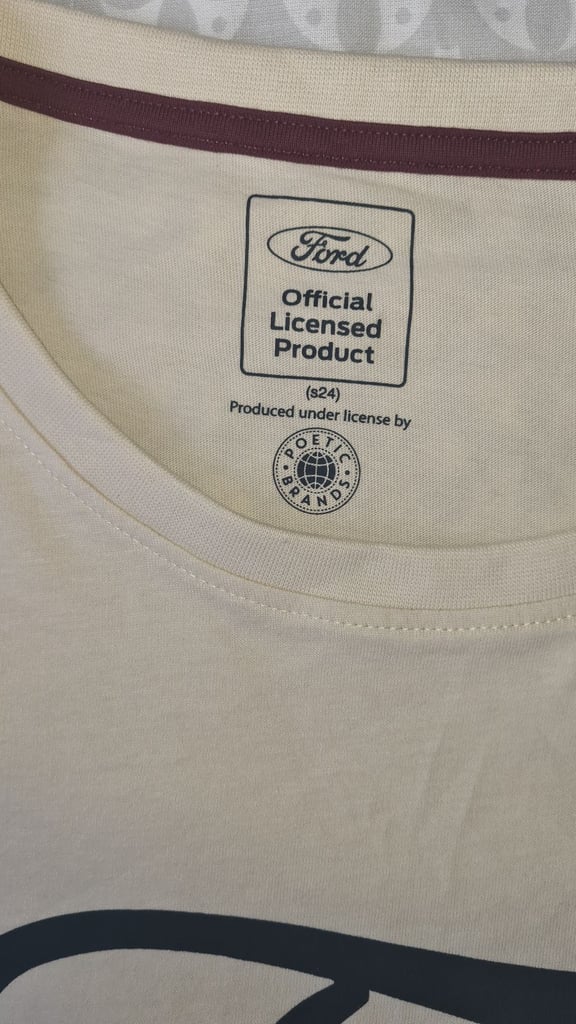 Ford
Official
Licensed
Product
(s24)
Produced under license by
POETIC
BRANDS